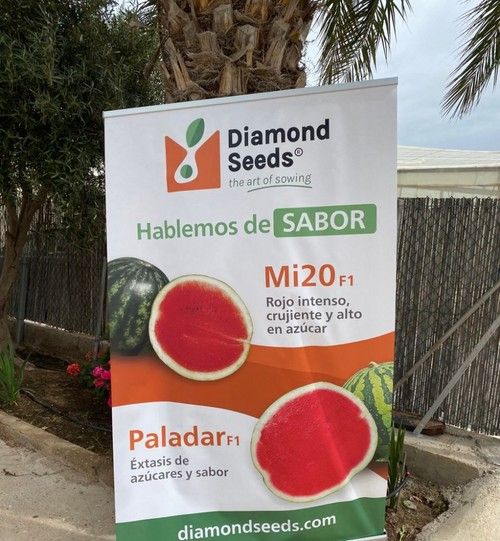 Diamond
Seeds®
the art of sowing
Hablemos de SABOR
Mi20 F1
Rojo intenso,
crujiente y alto
en azúcar
Paladar F1
Éxtasis de
azúcares y sabor
diamondseeds.com